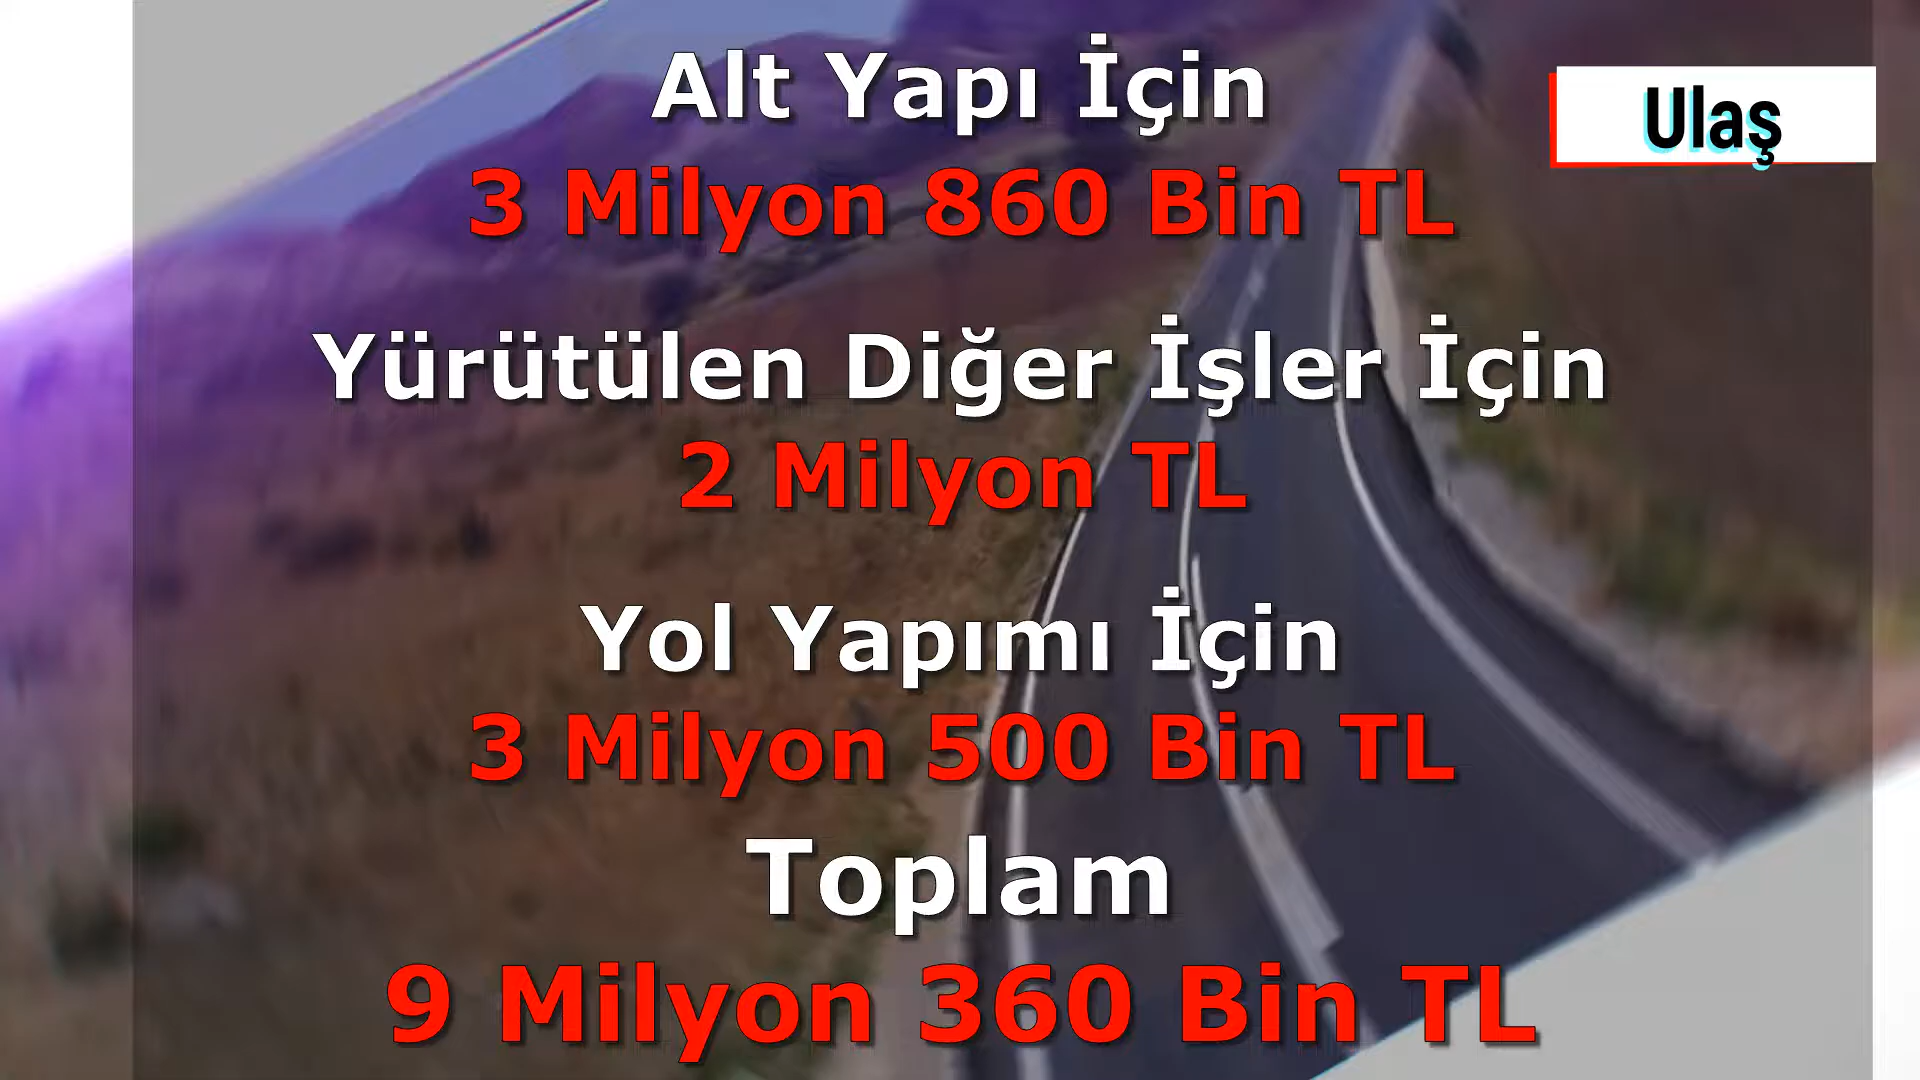 Ulaş
Alt Yapı İçin
3 Milyon 860 Bin TL
Yürütülen Diğer İşler İçin
2 Milyon TL
Yol Yapımı İçin
3 Milyon 500 Bin TL
Toplam
9 Milyon 360 Bin TL